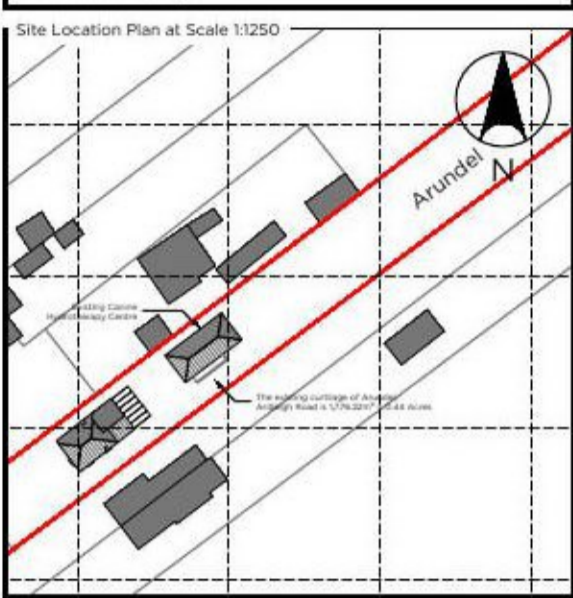 Site Location Plan at Scale 1:1250
Arundel
N
Existing Canine
Hydrotherapy Centre
The existing curtilage of Arundel
Ardleigh Road is
Acres